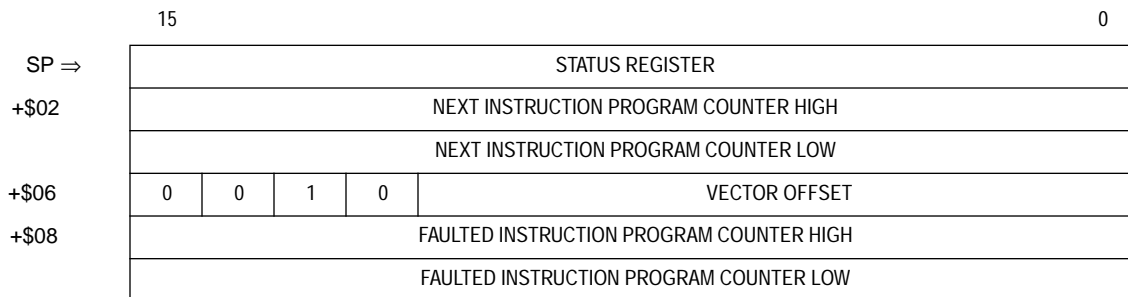 15 0
SP ⇒ STATUS REGISTER
+$02 NEXT INSTRUCTION PROGRAM COUNTER HIGH
NEXT INSTRUCTION PROGRAM COUNTER LOW
+$06 0 0 1 0 VECTOR OFFSET
+$08 FAULTED INSTRUCTION PROGRAM COUNTER HIGH
FAULTED INSTRUCTION PROGRAM COUNTER LOW